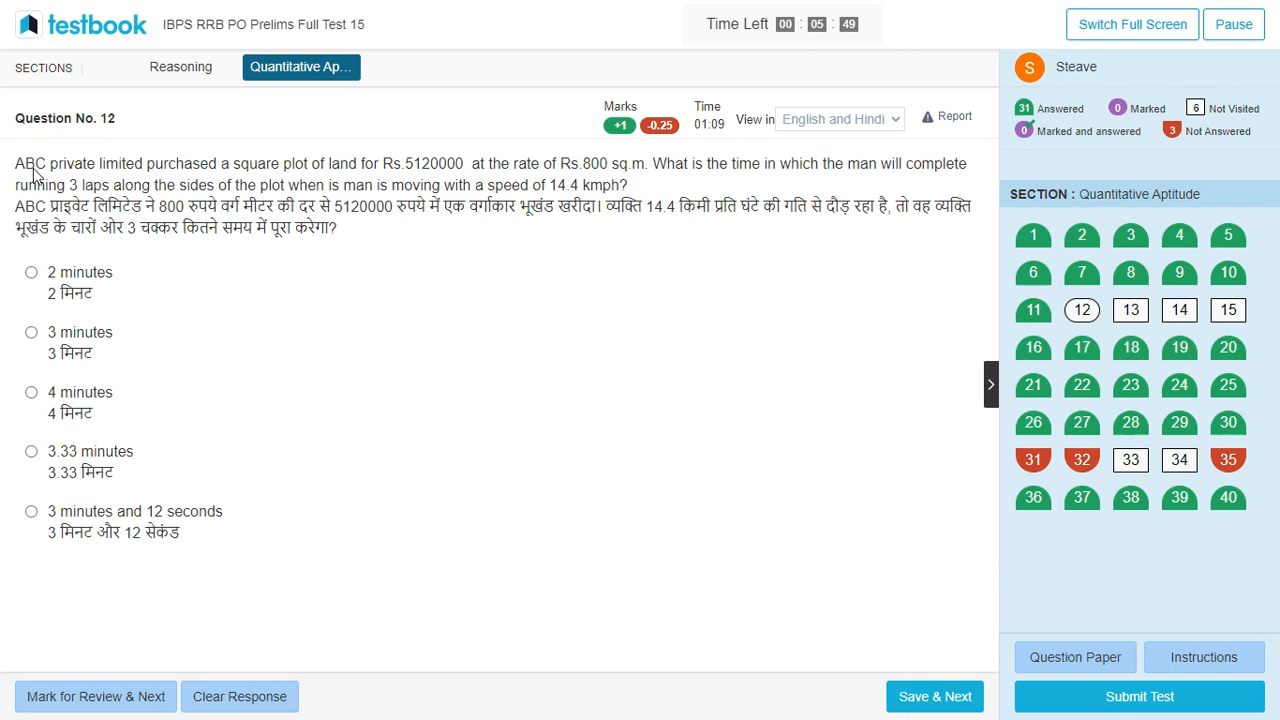 testbook
IBPS RRB PO Prelims Full Test 15
Time Left 00 : 05 : 49
Switch Full Screen
Pause
SECTIONS
Reasoning
Quantitative Ap...
S
Steave
Question No. 12
Marks
+1 -0.25
Time
01:09
View in English and Hindi
Report
31 Answered
0 Marked
6 Not Visited
0 Marked and answered
3 Not Answered
ABC private limited purchased a square plot of land for Rs.5120000 at the rate of Rs.800 sq.m. What is the time in which the man will complete
running 3 laps along the sides of the plot when is man is moving with a speed of 14.4 kmph?
ABC प्राइवेट लिमिटेड ने 800 रुपये वर्ग मीटर की दर से 5120000 रुपये में एक वर्गाकार भूखंड खरीदा। व्यक्ति 14.4 किमी प्रति घंटे की गति से दौड़ रहा है, तो वह व्यक्ति
भूखंड के चारों ओर 3 चक्कर कितने समय में पूरा करेगा?
2 minutes
2 मिनट
3 minutes
3 मिनट
4 minutes
4 मिनट
3.33 minutes
3.33 मिनट
3 minutes and 12 seconds
3 मिनट और 12 सेकंड
SECTION : Quantitative Aptitude
1 2 3 4 5
6 7 8 9 10
11 12 13 14 15
16 17 18 19 20
21 22 23 24 25
26 27 28 29 30
31 32 33 34 35
36 37 38 39 40
Question Paper
Instructions
Mark for Review & Next
Clear Response
Save & Next
Submit Test